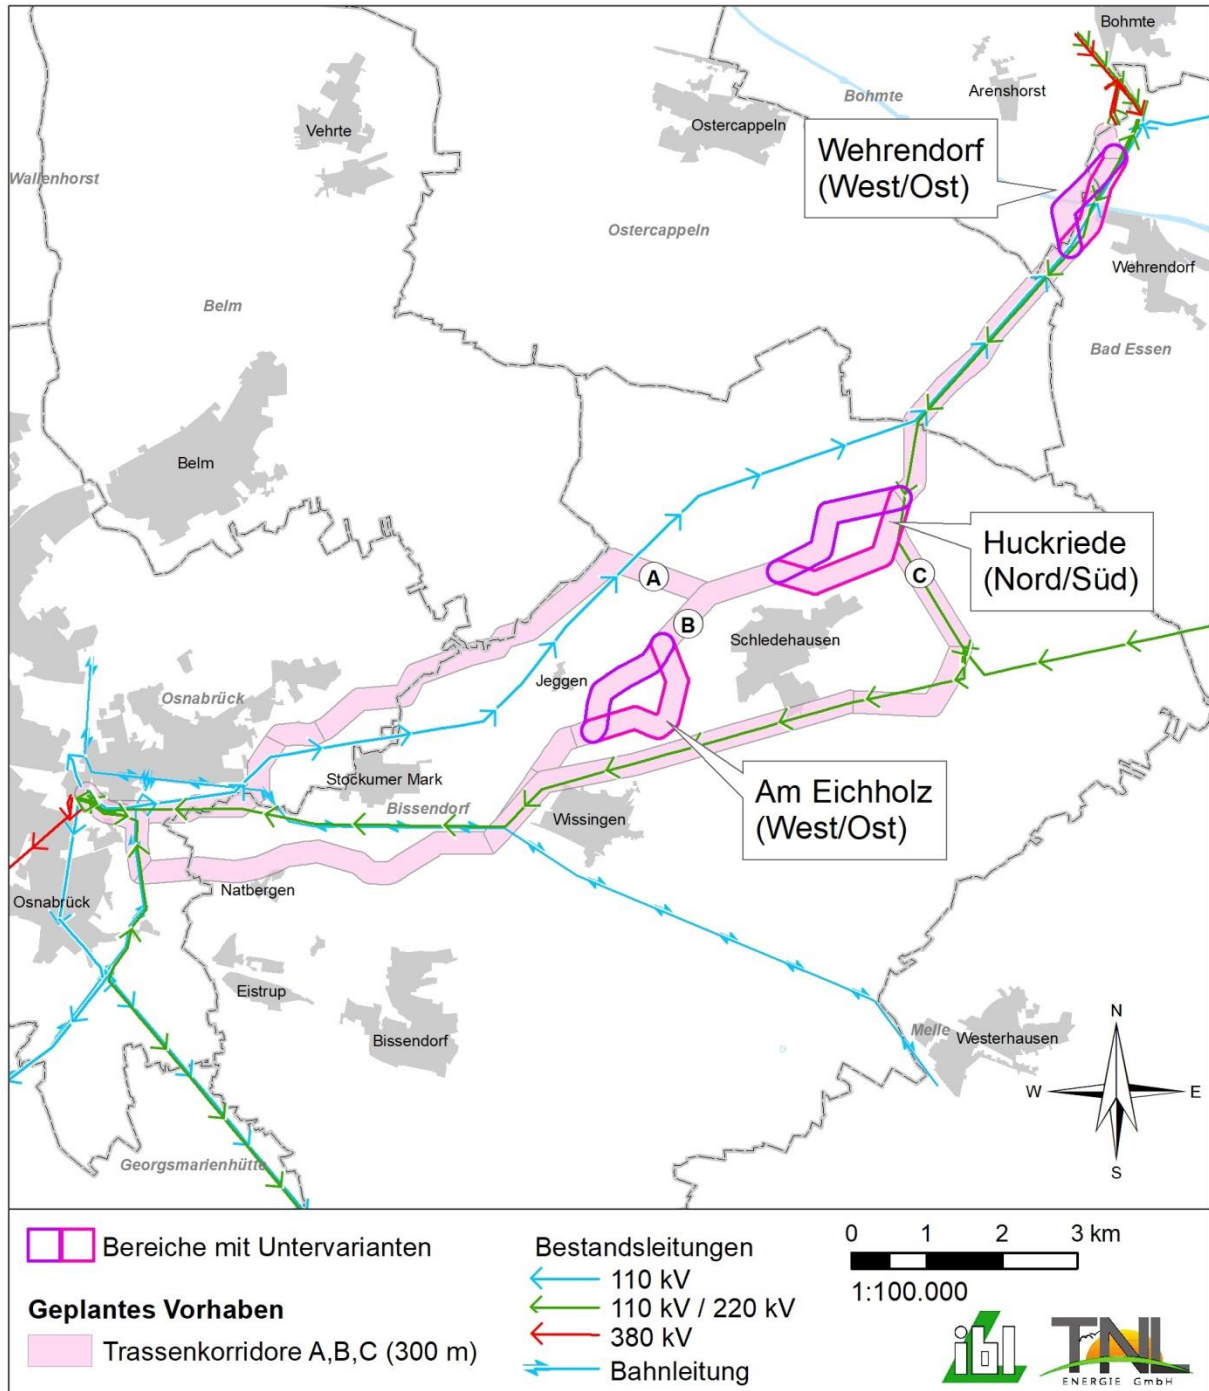 Bohmte
Arenshorst
Bohmte
Ostercappeln
Vehrte
Wehrendorf
(West/Ost)
Wallenhorst
Ostercappeln
Wehrendorf
Belm
Bad Essen
Belm
Huckriede
(Nord/Süd)
A
C
B
Schledehausen
Jeggen
Osnabrück
Stockumer Mark
Bissendorf
Am Eichholz
(West/Ost)
Wissingen
Natbergen
Osnabrück
Eistrup
Bissendorf
Melle
Westerhausen
N
W
E
S
Georgsmarienhütte
Bereiche mit Untervarianten
Geplantes Vorhaben
Trassenkorridore A,B,C (300 m)
Bestandsleitungen
110 kV
110 kV / 220 kV
380 kV
Bahnleitung
0 1 2 3 km
1:100.000
ibl
TNL
ENERGIE GmbH